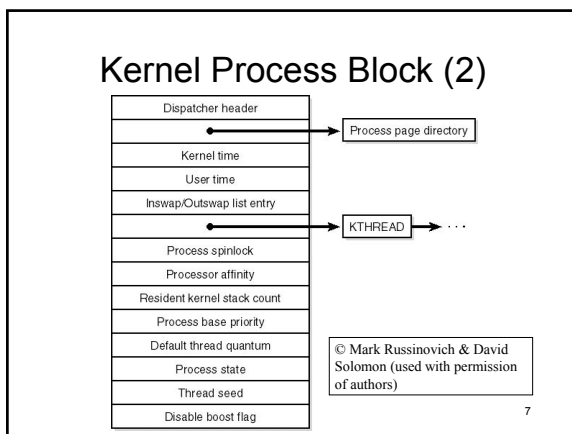 Kernel Process Block (2)
Dispatcher header
Process page directory
Kernel time
User time
Inswap/Outswap list entry
KTHREAD
Process spinlock
Processor affinity
Resident kernel stack count
Process base priority
Default thread quantum
Process state
Thread seed
Disable boost flag
© Mark Russinovich & David
Solomon (used with permission
of authors)
7